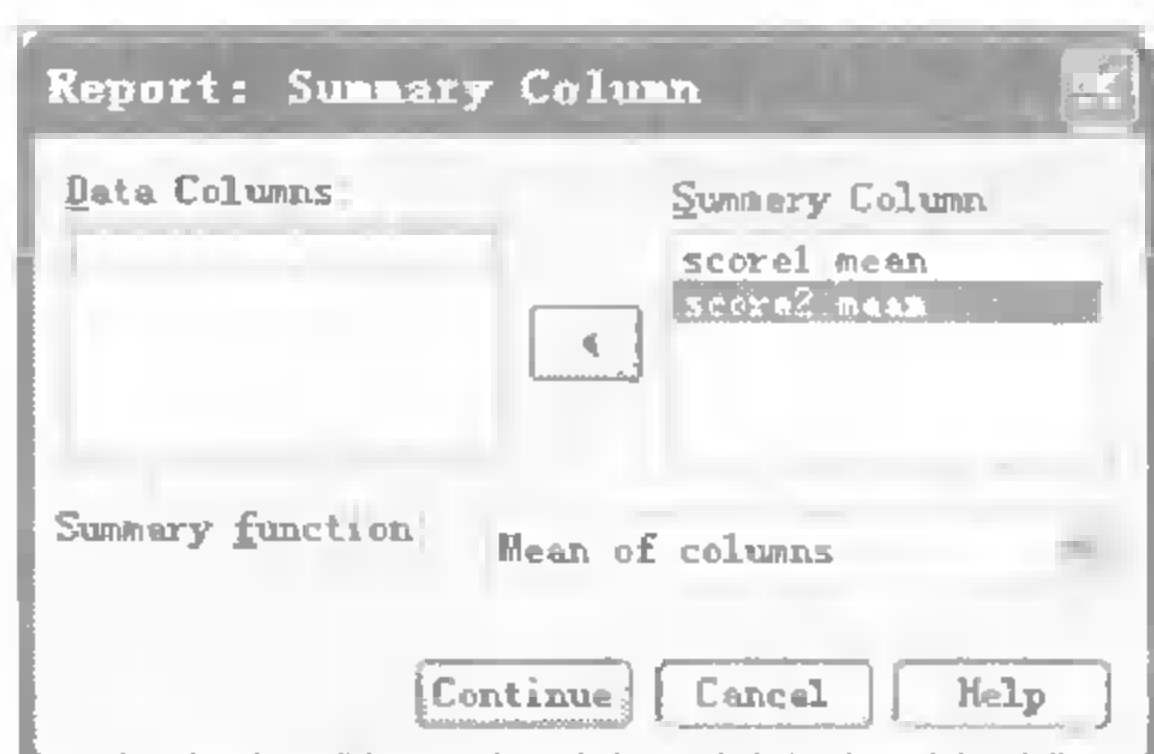 Report: Summary Column
Data Columns:
Summary Column
score1 mean
score2 mean
Summary function:
Mean of columns
Continue
Cancel
Help